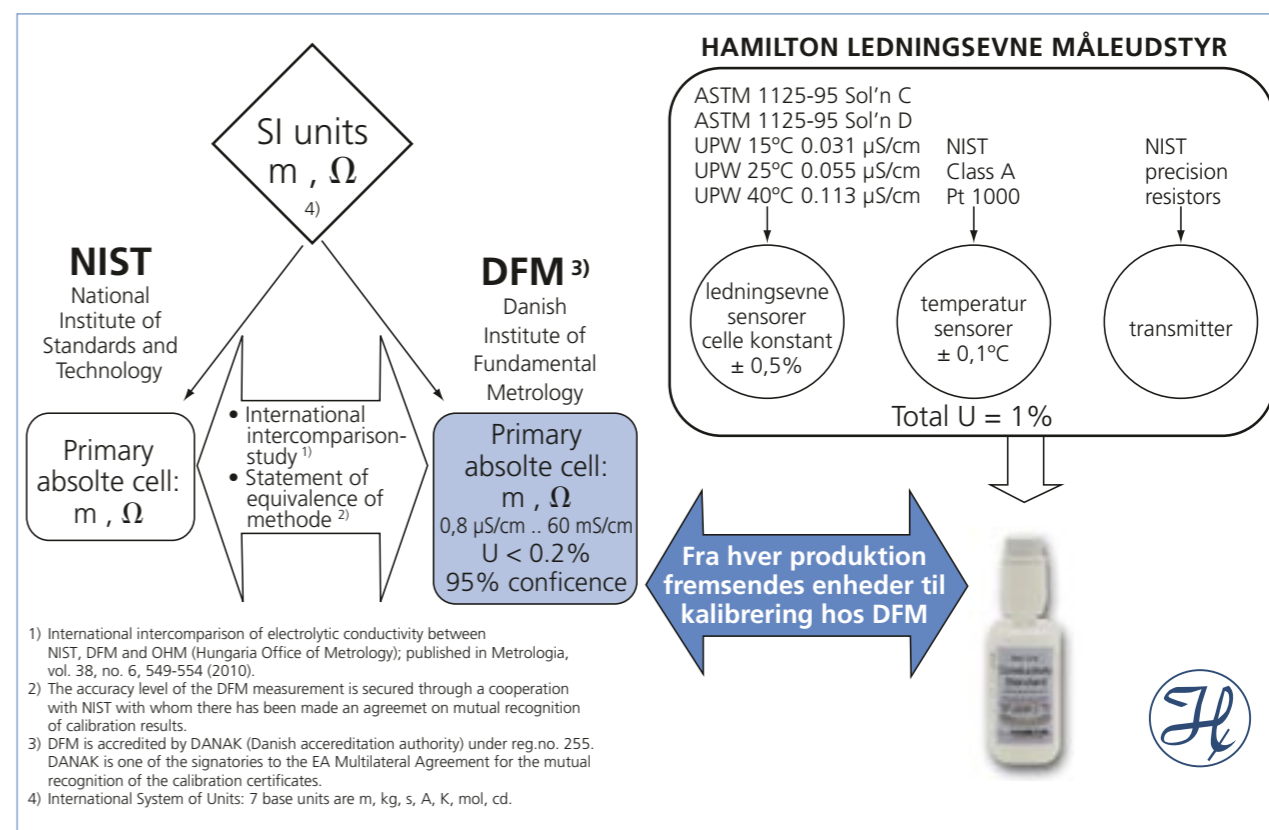 HAMILTON LEDNINGSEVNE MÅLEUDSTYR
SI units
m , Ω
4)
NIST
National
Institute of
Standards and
Technology
DFM 3)
Danish
Institute of
Fundamental
Metrology
Primary
absolte cell:
m , Ω
• International
intercomparison-
study 1)
• Statement of
equivalence of
methode 2)
Primary
absolte cell:
m , Ω
0,8 µS/cm .. 60 mS/cm
U < 0.2%
95% conficence
ASTM 1125-95 Sol’n C
ASTM 1125-95 Sol’n D
UPW 15ºC 0.031 µS/cm
UPW 25ºC 0.055 µS/cm
UPW 40ºC 0.113 µS/cm
NIST
Class A
Pt 1000
NIST
precision
resistors
ledningsevne
sensorer
celle konstant
± 0,5%
temperatur
sensorer
± 0,1ºC
transmitter
Total U = 1%
Fra hver produktion
fremsendes enheder til
kalibrering hos DFM
Conductivity
Standard
H
1) International intercomparison of electrolytic conductivity between
NIST, DFM and OHM (Hungaria Office of Metrology); published in Metrologia,
vol. 38, no. 6, 549-554 (2010).
2) The accuracy level of the DFM measurement is secured through a cooperation
with NIST with whom there has been made an agreemet on mutual recognition
of calibration results.
3) DFM is accredited by DANAK (Danish accereditation authority) under reg.no. 255.
DANAK is one of the signatories to the EA Multilateral Agreement for the mutual
recognition of the calibration certificates.
4) International System of Units: 7 base units are m, kg, s, A, K, mol, cd.